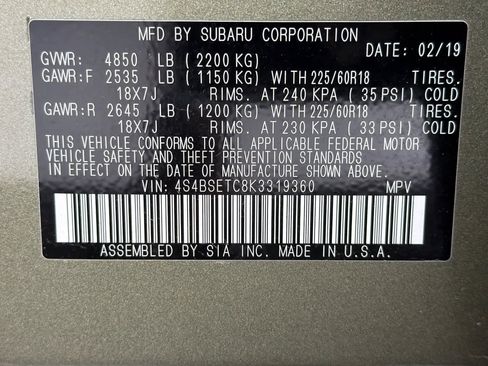 MFD BY SUBARU CORPORATION
DATE: 02/19
GVWR: 4850 LB (2200 KG)
GAWR:F 2535 LB (1150 KG) WITH 225/60R18 TIRES.
18X7J RIMS. AT 240 KPA (35 PSI) COLD
GAWR:R 2645 LB (1200 KG) WITH 225/60R18 TIRES.
18X7J RIMS. AT 230 KPA (33 PSI) COLD
THIS VEHICLE CONFORMS TO ALL APPLICABLE FEDERAL MOTOR
VEHICLE SAFETY AND THEFT PREVENTION STANDARDS
IN EFFECT ON THE DATE OF MANUFACTURE SHOWN ABOVE.
VIN: 4S4BSETC8K3319360 MPV
ASSEMBLED BY SIA INC. MADE IN U.S.A.